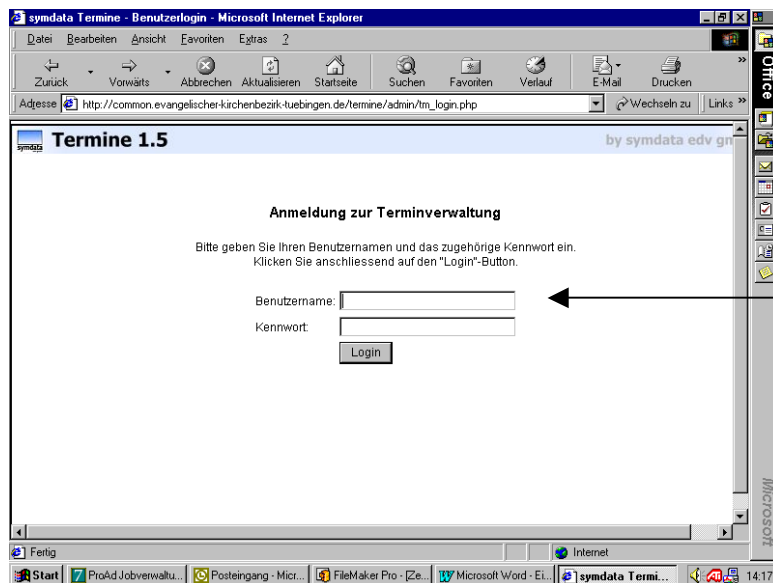 symdata Termine - Benutzerlogin - Microsoft Internet Explorer
Datei Bearbeiten Ansicht Favoriten Extras ?
Zurück Vorwärts Abbrechen Aktualisieren Startseite Suchen Favoriten Verlauf E-Mail Drucken »
Adresse http://common.evangelischer-kirchenbezirk-tuebingen.de/termine/admin/tm_login.php Wechseln zu Links »
Office
symdata Termine 1.5 by symdata edv gm
Anmeldung zur Terminverwaltung
Bitte geben Sie Ihren Benutzernamen und das zugehörige Kennwort ein.
Klicken Sie anschliessend auf den "Login"-Button.
Benutzername:
Kennwort:
Login
Microsoft
Fertig Internet
Start ProAd Jobverwaltu... Posteingang - Micr... FileMaker Pro - [Ze... Microsoft Word - Ei... symdata Termi... 14:17